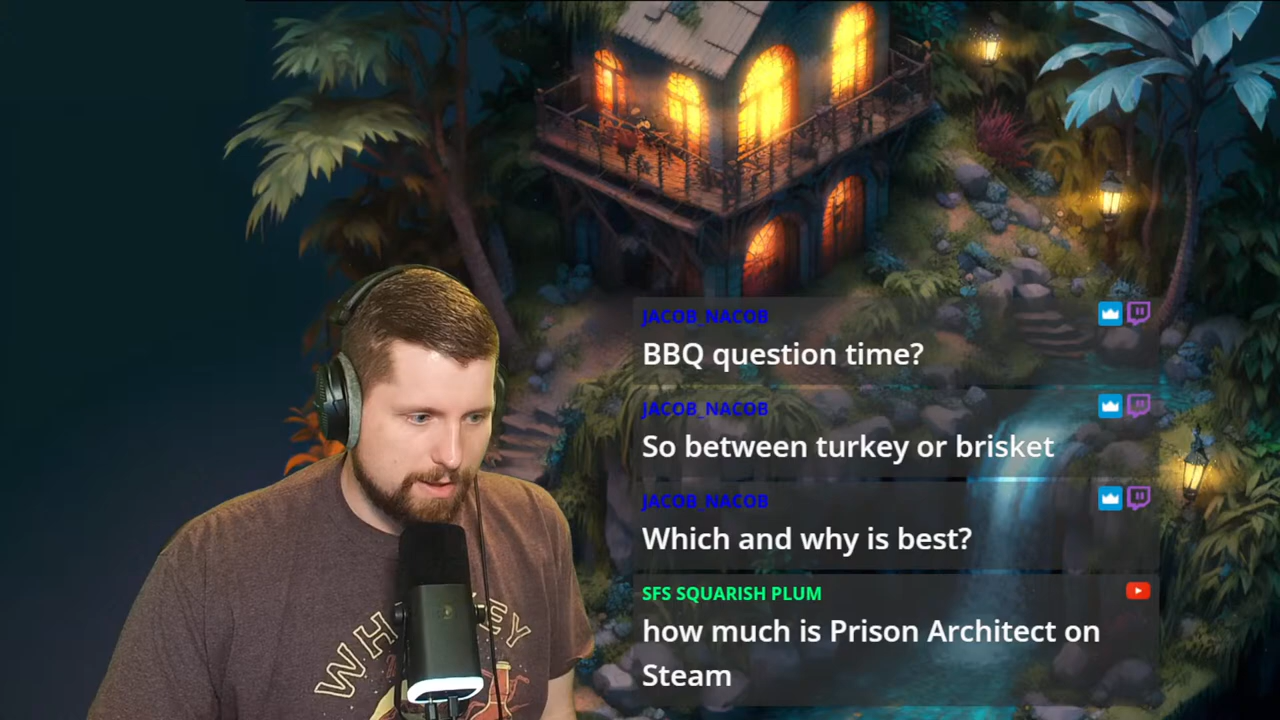 JACOB_NACOB
BBQ question time?
JACOB_NACOB
So between turkey or brisket
JACOB_NACOB
Which and why is best?
SFS SQUARISH PLUM
how much is Prison Architect on
Steam